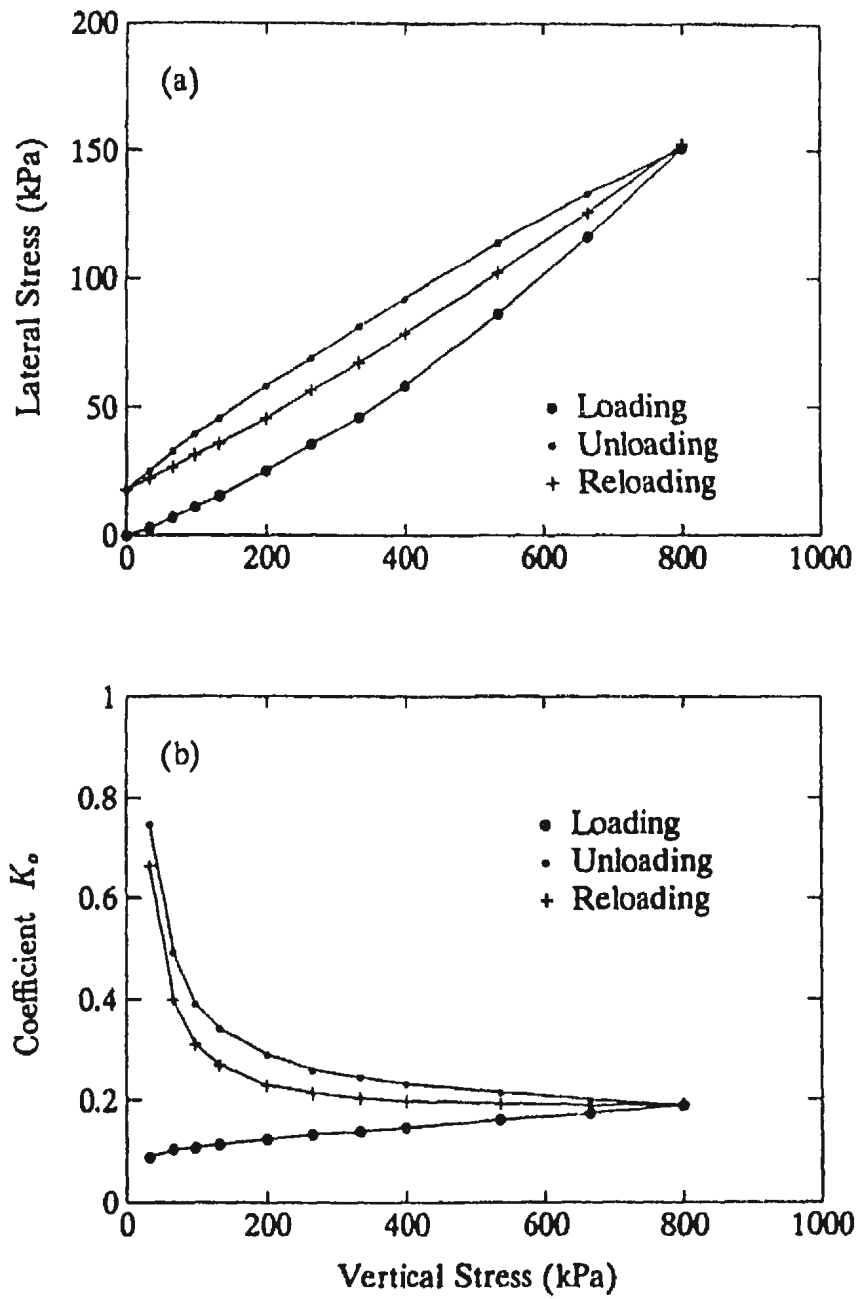 200
150
100
50
0
Lateral Stress (kPa)
(a)
Loading
Unloading
Reloading
0 200 400 600 800 1000
1
0.8
0.6
0.4
0.2
0
Coefficient K₀
(b)
Loading
Unloading
Reloading
0 200 400 600 800 1000
Vertical Stress (kPa)